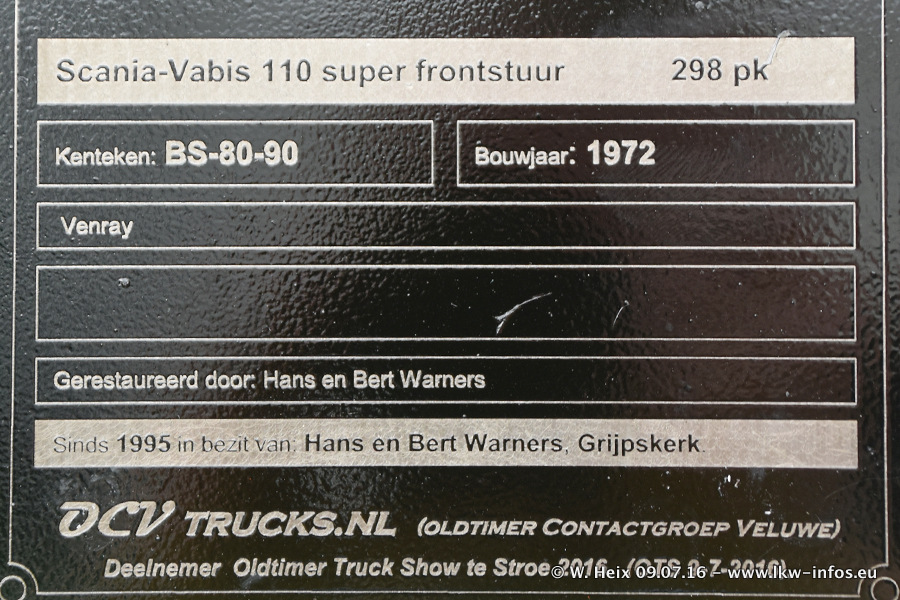 Scania-Vabis 110 super frontstuur 298 pk
Kenteken: BS-80-90 Bouwjaar: 1972
Venray
Gerestaureerd door: Hans en Bert Warners
Sinds 1995 in bezit van: Hans en Bert Warners, Grijpskerk.
OCV TRUCKS.NL (OLDTIMER CONTACTGROEP VELUWE)
Deelnemer Oldtimer Truck Show te Stroe 2016
© W. Heix 09.07.16 – www.lkw-infos.eu